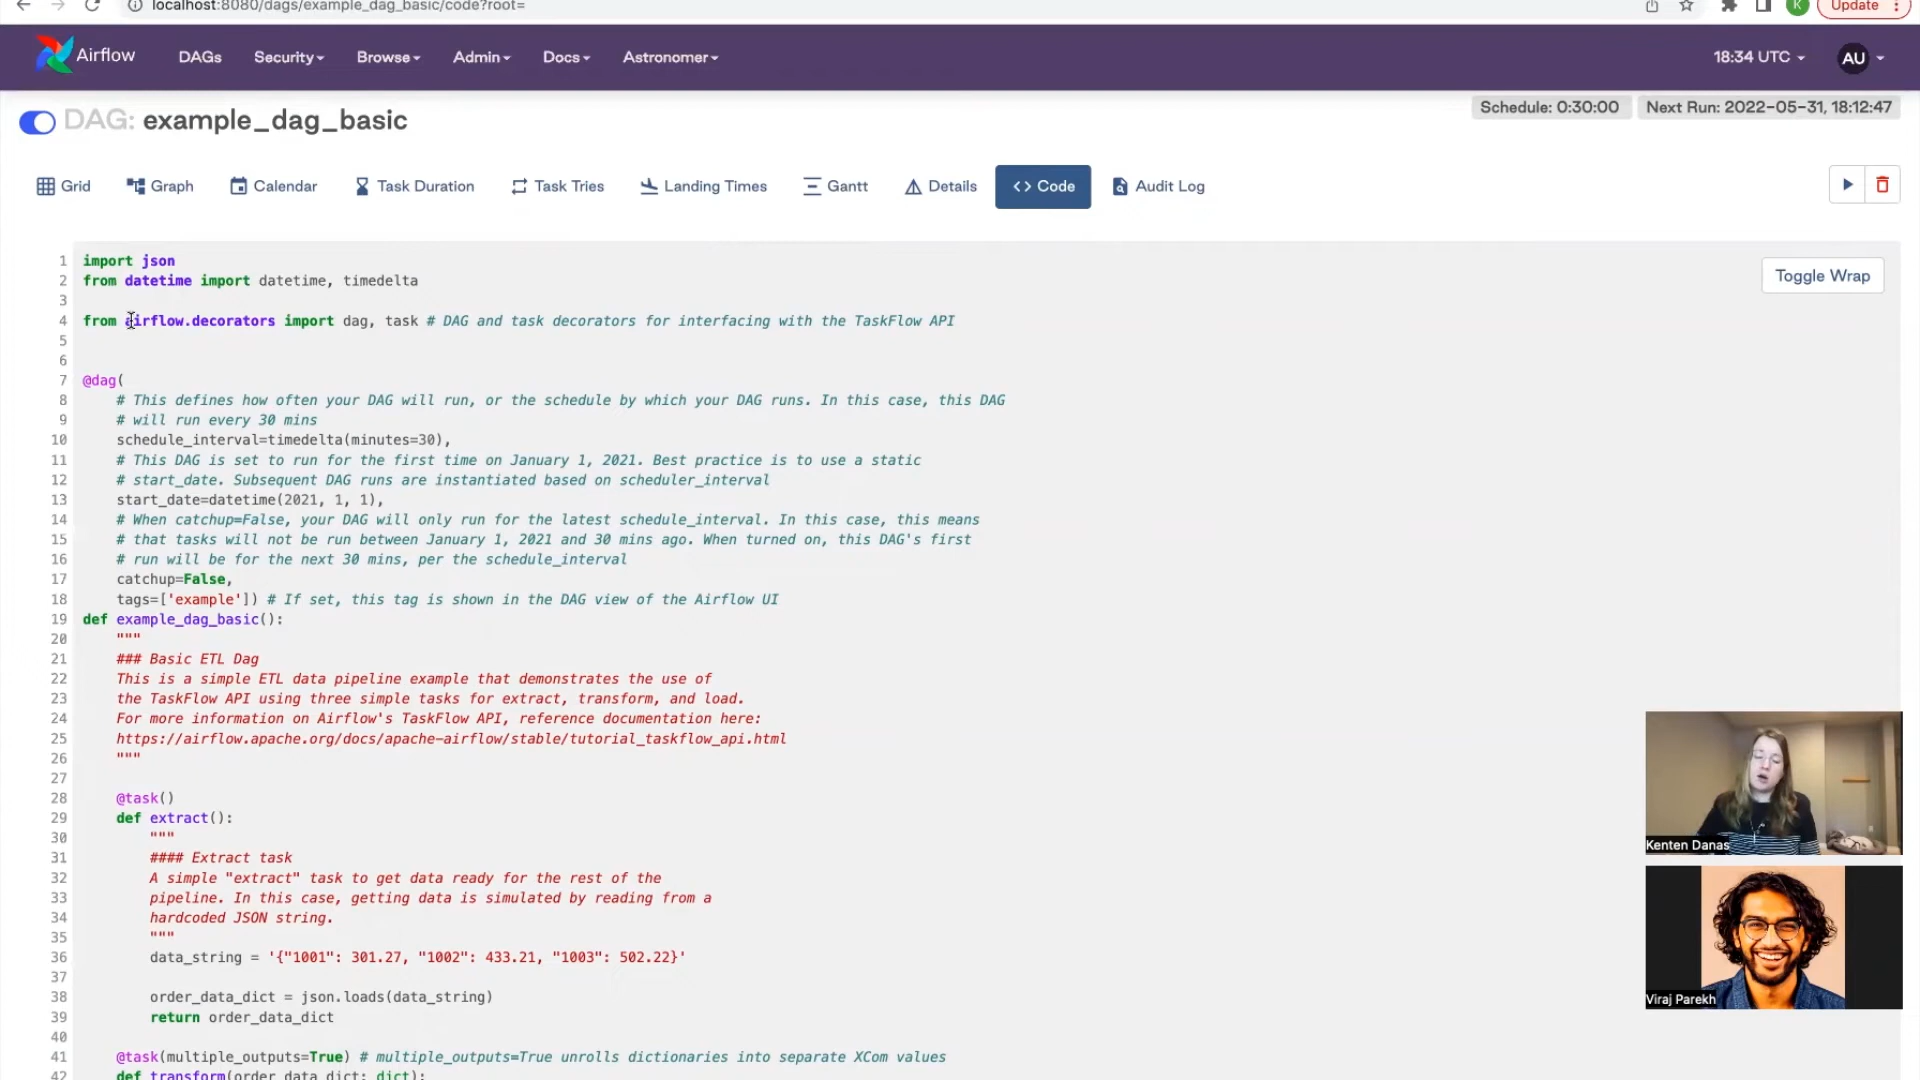 localhost:8080/dags/example_dag_basic/code?root=
K
Update
Airflow
DAGs
Security
Browse
Admin
Docs
Astronomer
18:34 UTC
AU
DAG: example_dag_basic
Schedule: 0:30:00
Next Run: 2022-05-31, 18:12:47
Grid
Graph
Calendar
Task Duration
Task Tries
Landing Times
Gantt
Details
<> Code
Audit Log
Toggle Wrap
1 import json
2 from datetime import datetime, timedelta
3
4 from airflow.decorators import dag, task # DAG and task decorators for interfacing with the TaskFlow API
5
6
7 @dag(
8 # This defines how often your DAG will run, or the schedule by which your DAG runs. In this case, this DAG
9 # will run every 30 mins
10 schedule_interval=timedelta(minutes=30),
11 # This DAG is set to run for the first time on January 1, 2021. Best practice is to use a static
12 # start_date. Subsequent DAG runs are instantiated based on scheduler_interval
13 start_date=datetime(2021, 1, 1),
14 # When catchup=False, your DAG will only run for the latest schedule_interval. In this case, this means
15 # that tasks will not be run between January 1, 2021 and 30 mins ago. When turned on, this DAG's first
16 # run will be for the next 30 mins, per the schedule_interval
17 catchup=False,
18 tags=['example']) # If set, this tag is shown in the DAG view of the Airflow UI
19 def example_dag_basic():
20 """
21 ### Basic ETL Dag
22 This is a simple ETL data pipeline example that demonstrates the use of
23 the TaskFlow API using three simple tasks for extract, transform, and load.
24 For more information on Airflow's TaskFlow API, reference documentation here:
25 https://airflow.apache.org/docs/apache-airflow/stable/tutorial_taskflow_api.html
26 """
27
28 @task()
29 def extract():
30 """
31 #### Extract task
32 A simple "extract" task to get data ready for the rest of the
33 pipeline. In this case, getting data is simulated by reading from a
34 hardcoded JSON string.
35 """
36 data_string = '{"1001": 301.27, "1002": 433.21, "1003": 502.22}'
37
38 order_data_dict = json.loads(data_string)
39 return order_data_dict
40
41 @task(multiple_outputs=True) # multiple_outputs=True unrolls dictionaries into separate XCom values
42 def transform(order_data_dict: dict):
Kenten Danas
Viraj Parekh